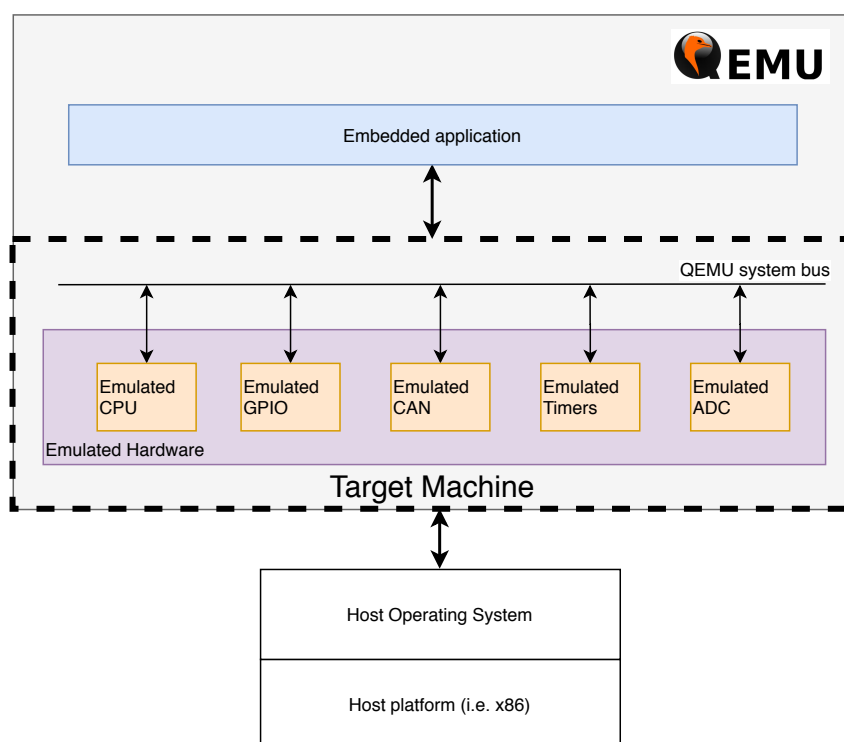 QEMU
Embedded application
QEMU system bus
Emulated
CPU
Emulated
GPIO
Emulated
CAN
Emulated
Timers
Emulated
ADC
Emulated Hardware
Target Machine
Host Operating System
Host platform (i.e. x86)